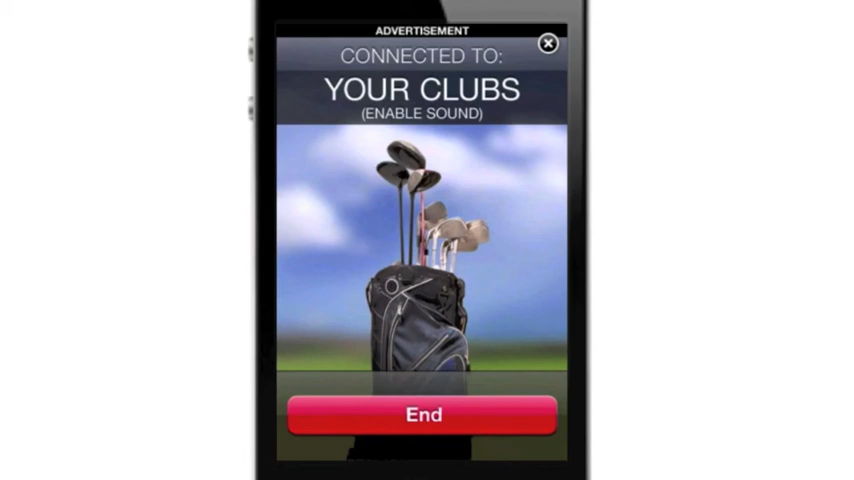 ADVERTISEMENT
CONNECTED TO:
YOUR CLUBS
(ENABLE SOUND)
End